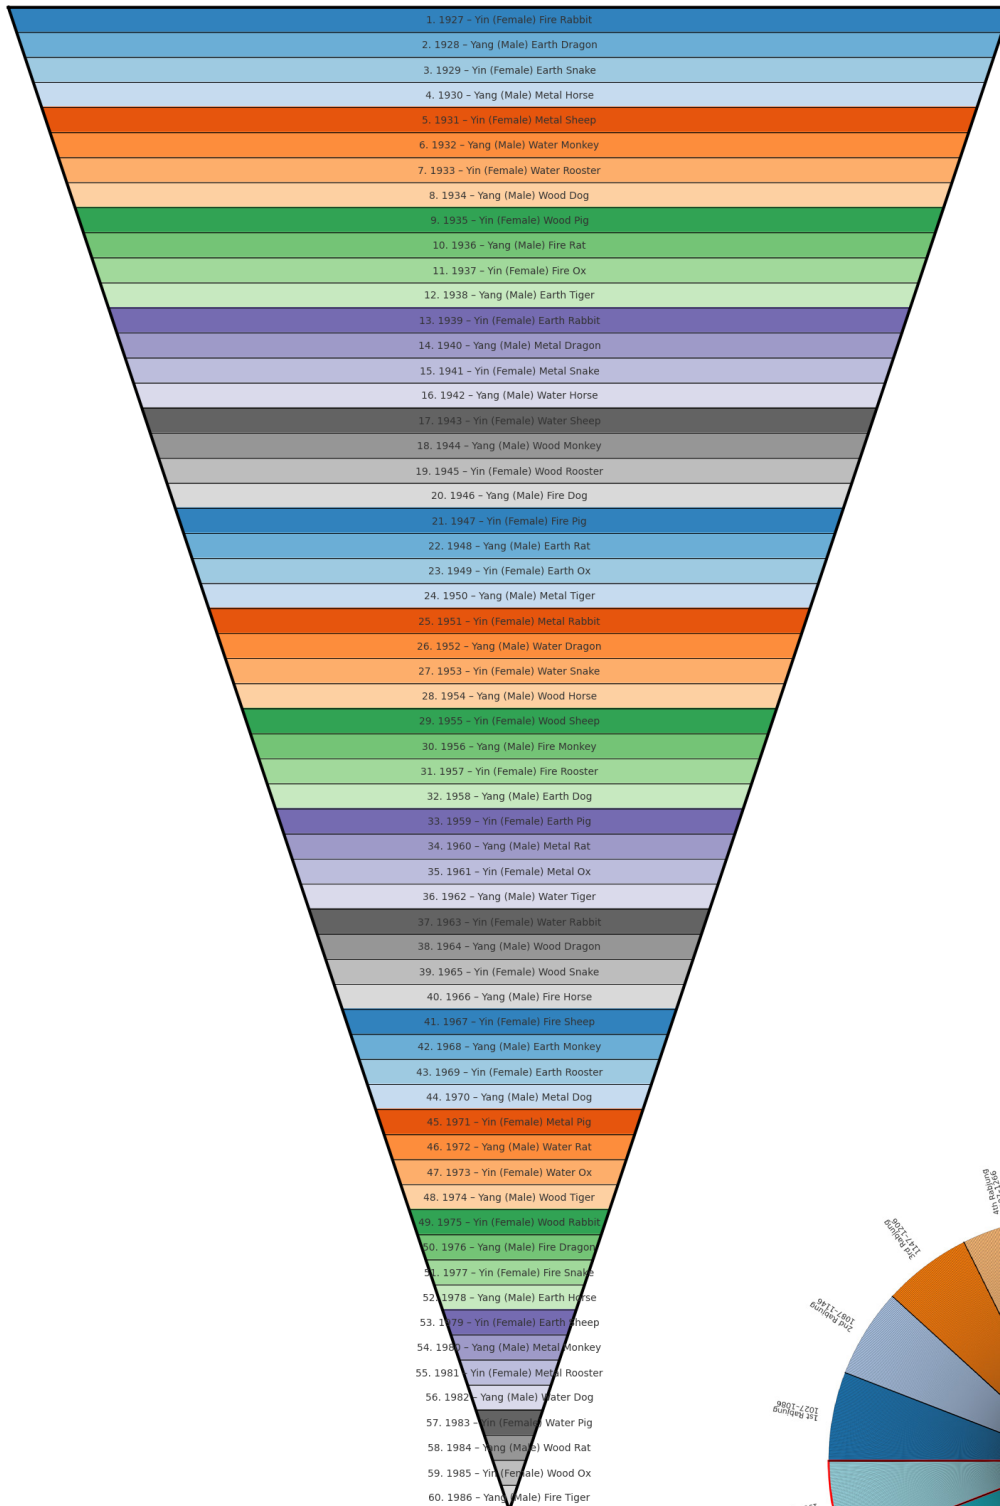 1. 1927 – Yin (Female) Fire Rabbit
2. 1928 – Yang (Male) Earth Dragon
3. 1929 – Yin (Female) Earth Snake
4. 1930 – Yang (Male) Metal Horse
5. 1931 – Yin (Female) Metal Sheep
6. 1932 – Yang (Male) Water Monkey
7. 1933 – Yin (Female) Water Rooster
8. 1934 – Yang (Male) Wood Dog
9. 1935 – Yin (Female) Wood Pig
10. 1936 – Yang (Male) Fire Rat
11. 1937 – Yin (Female) Fire Ox
12. 1938 – Yang (Male) Earth Tiger
13. 1939 – Yin (Female) Earth Rabbit
14. 1940 – Yang (Male) Metal Dragon
15. 1941 – Yin (Female) Metal Snake
16. 1942 – Yang (Male) Water Horse
17. 1943 – Yin (Female) Water Sheep
18. 1944 – Yang (Male) Wood Monkey
19. 1945 – Yin (Female) Wood Rooster
20. 1946 – Yang (Male) Fire Dog
21. 1947 – Yin (Female) Fire Pig
22. 1948 – Yang (Male) Earth Rat
23. 1949 – Yin (Female) Earth Ox
24. 1950 – Yang (Male) Metal Tiger
25. 1951 – Yin (Female) Metal Rabbit
26. 1952 – Yang (Male) Water Dragon
27. 1953 – Yin (Female) Water Snake
28. 1954 – Yang (Male) Wood Horse
29. 1955 – Yin (Female) Wood Sheep
30. 1956 – Yang (Male) Fire Monkey
31. 1957 – Yin (Female) Fire Rooster
32. 1958 – Yang (Male) Earth Dog
33. 1959 – Yin (Female) Earth Pig
34. 1960 – Yang (Male) Metal Rat
35. 1961 – Yin (Female) Metal Ox
36. 1962 – Yang (Male) Water Tiger
37. 1963 – Yin (Female) Water Rabbit
38. 1964 – Yang (Male) Wood Dragon
39. 1965 – Yin (Female) Wood Snake
40. 1966 – Yang (Male) Fire Horse
41. 1967 – Yin (Female) Fire Sheep
42. 1968 – Yang (Male) Earth Monkey
43. 1969 – Yin (Female) Earth Rooster
44. 1970 – Yang (Male) Metal Dog
45. 1971 – Yin (Female) Metal Pig
46. 1972 – Yang (Male) Water Rat
47. 1973 – Yin (Female) Water Ox
48. 1974 – Yang (Male) Wood Tiger
49. 1975 – Yin (Female) Wood Rabbit
50. 1976 – Yang (Male) Fire Dragon
51. 1977 – Yin (Female) Fire Snake
52. 1978 – Yang (Male) Earth Horse
53. 1979 – Yin (Female) Earth Sheep
54. 1980 – Yang (Male) Metal Monkey
55. 1981 – Yin (Female) Metal Rooster
56. 1982 – Yang (Male) Water Dog
57. 1983 – Yin (Female) Water Pig
58. 1984 – Yang (Male) Wood Rat
59. 1985 – Yin (Female) Wood Ox
60. 1986 – Yang (Male) Fire Tiger
4th Rabjung
3rd Rabjung
1147-1206
2nd Rabjung
1087-1146
1st Rabjung
1027-1086